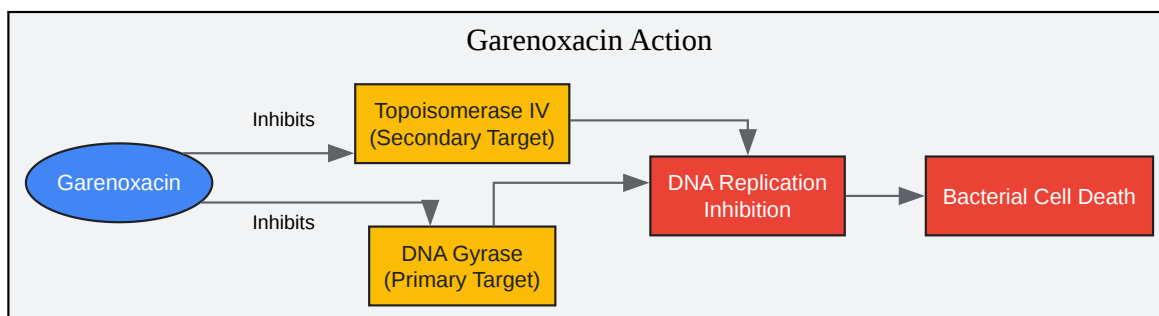 Garenoxacin Action
Garenoxacin
Inhibits
Inhibits
Topoisomerase IV
(Secondary Target)
DNA Gyrase
(Primary Target)
DNA Replication
Inhibition
Bacterial Cell Death